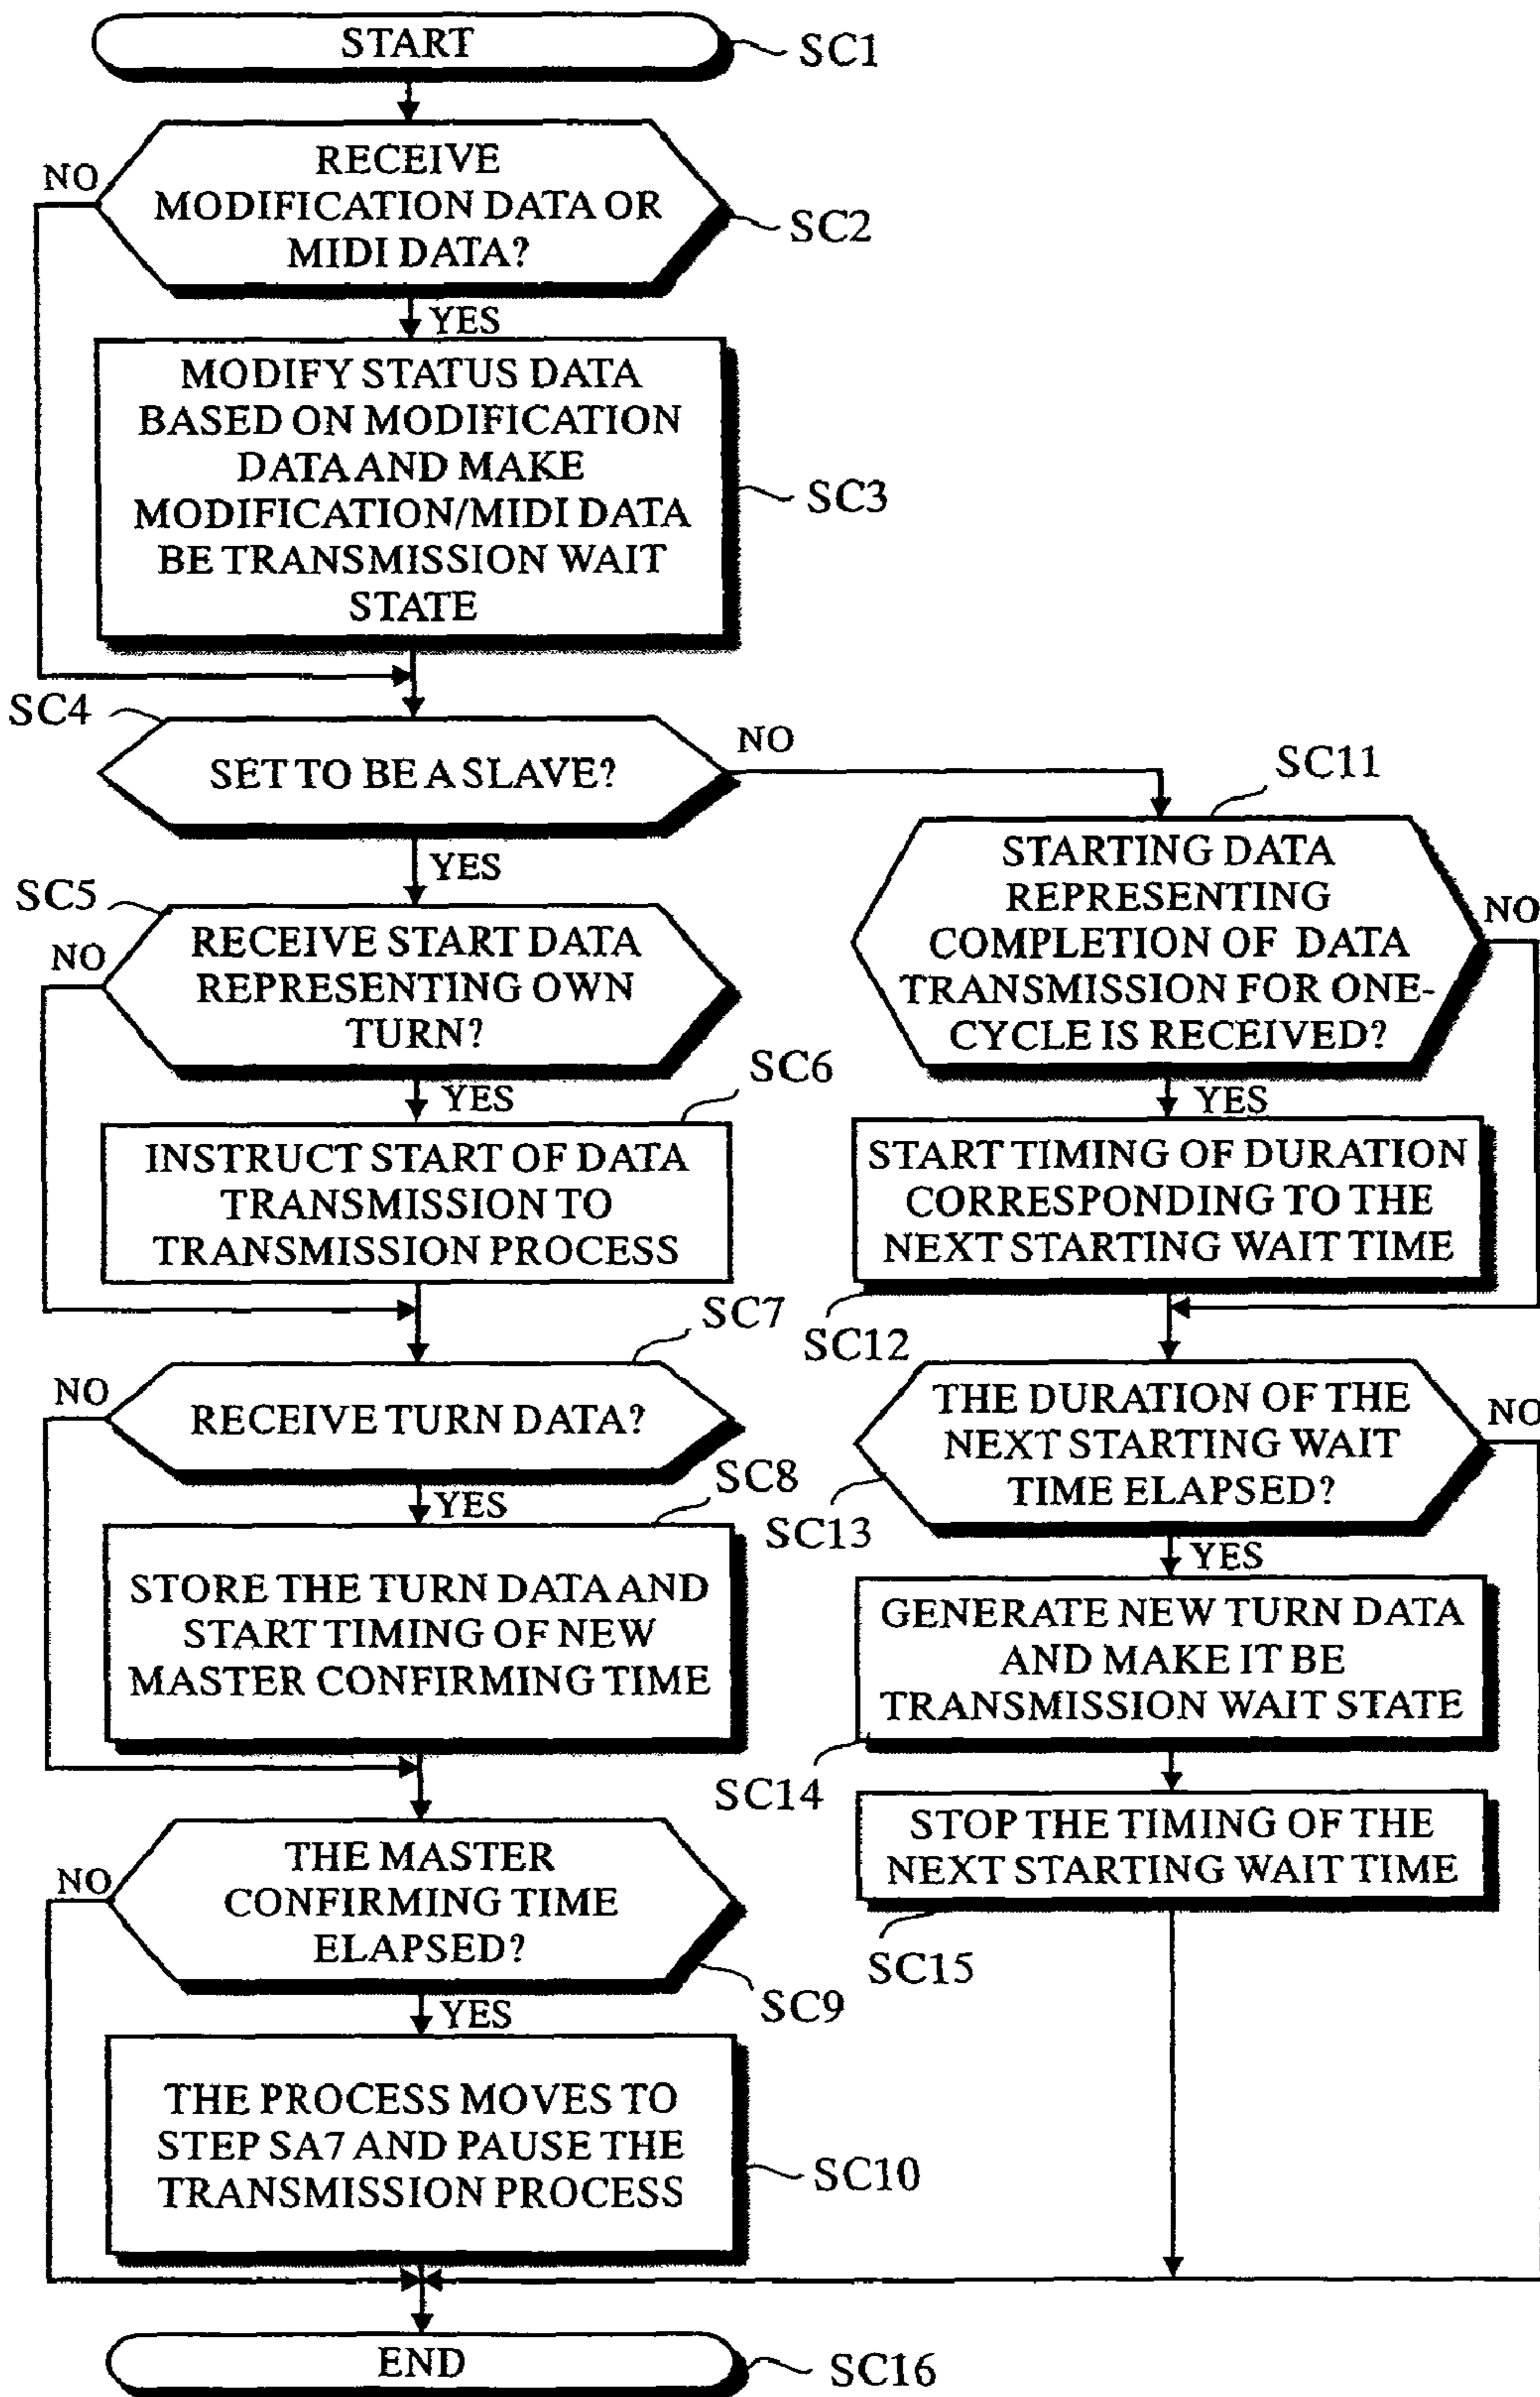 START
SC1
RECEIVE
MODIFICATION DATA OR
MIDI DATA?
NO
SC2
YES
MODIFY STATUS DATA
BASED ON MODIFICATION
DATA AND MAKE
MODIFICATION/MIDI DATA
BE TRANSMISSION WAIT
STATE
SC3
SC4
SET TO BE A SLAVE?
NO
YES
SC5
RECEIVE START DATA
REPRESENTING OWN
TURN?
NO
YES
SC6
INSTRUCT START OF DATA
TRANSMISSION TO
TRANSMISSION PROCESS
SC7
RECEIVE TURN DATA?
NO
YES
SC8
STORE THE TURN DATA AND
START TIMING OF NEW
MASTER CONFIRMING TIME
THE MASTER
CONFIRMING TIME
ELAPSED?
NO
SC9
YES
THE PROCESS MOVES TO
STEP SA7 AND PAUSE THE
TRANSMISSION PROCESS
SC10
SC11
STARTING DATA
REPRESENTING
COMPLETION OF DATA
TRANSMISSION FOR ONE-
CYCLE IS RECEIVED?
NO
YES
START TIMING OF DURATION
CORRESPONDING TO THE
NEXT STARTING WAIT TIME
SC12
THE DURATION OF THE
NEXT STARTING WAIT
TIME ELAPSED?
NO
SC13
YES
GENERATE NEW TURN DATA
AND MAKE IT BE
TRANSMISSION WAIT STATE
SC14
STOP THE TIMING OF THE
NEXT STARTING WAIT TIME
SC15
END
SC16